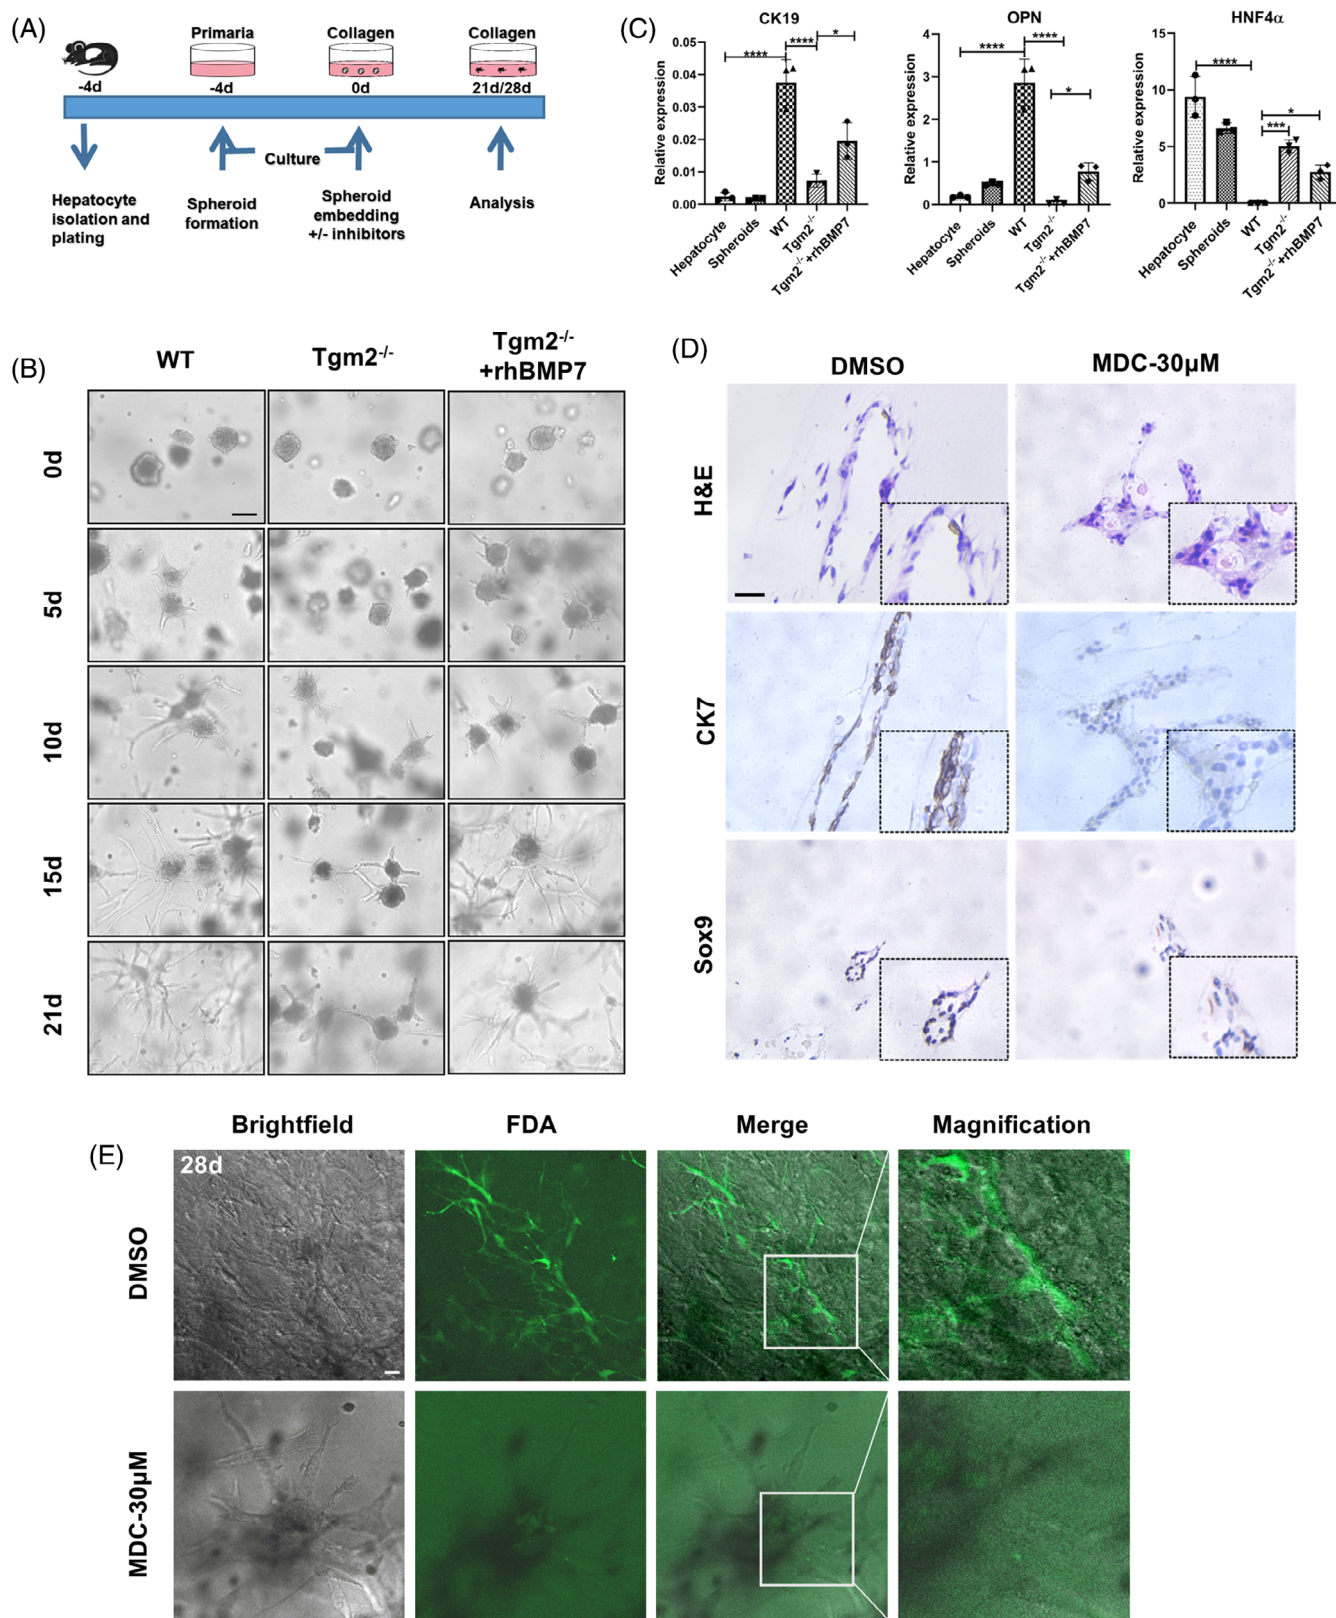 (A)
Primaria
Collagen
Collagen
-4d
-4d
0d
21d/28d
Culture
Hepatocyte
isolation and
plating
Spheroid
formation
Spheroid
embedding
+/- inhibitors
Analysis
(C)
CK19
Relative expression
0.05
0.04
0.03
0.02
0.01
0.00
****
****
*
Hepatocyte
Spheroids
WT
Tgm2-/-
Tgm2-/-+rhBMP7
OPN
Relative expression
4
3
2
1
0
****
****
*
Hepatocyte
Spheroids
WT
Tgm2-/-
Tgm2-/-+rhBMP7
HNF4α
Relative expression
15
10
5
0
****
***
*
Hepatocyte
Spheroids
WT
Tgm2-/-
Tgm2-/-+rhBMP7
(B)
WT
Tgm2-/-
Tgm2-/-
+rhBMP7
0d
5d
10d
15d
21d
(D)
DMSO
MDC-30µM
H&E
CK7
Sox9
(E)
Brightfield
FDA
Merge
Magnification
28d
DMSO
MDC-30µM